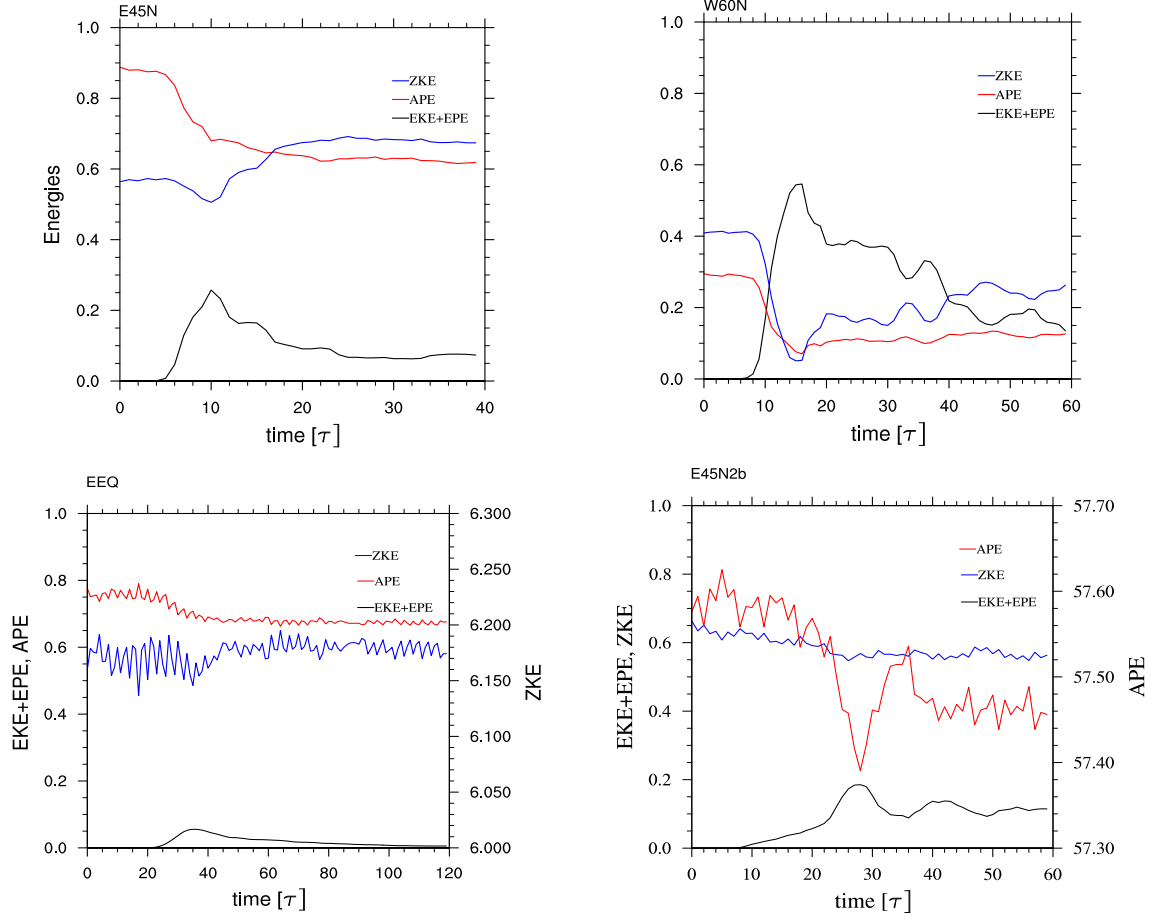 E45N
1.0
0.8
0.6
0.4
0.2
0.0
Energies
ZKE
APE
EKE+EPE
0 10 20 30 40
time [τ]
W60N
1.0
0.8
0.6
0.4
0.2
0.0
ZKE
APE
EKE+EPE
0 10 20 30 40 50 60
time [τ]
EEQ
1.0
0.8
0.6
0.4
0.2
0.0
EKE+EPE, APE
ZKE
APE
EKE+EPE
6.300
6.250
6.200
6.150
6.100
6.050
6.000
ZKE
0 20 40 60 80 100 120
time [τ]
E45N2b
1.0
0.8
0.6
0.4
0.2
0.0
EKE+EPE, ZKE
APE
ZKE
EKE+EPE
57.70
57.60
57.50
57.40
57.30
APE
0 10 20 30 40 50 60
time [τ]